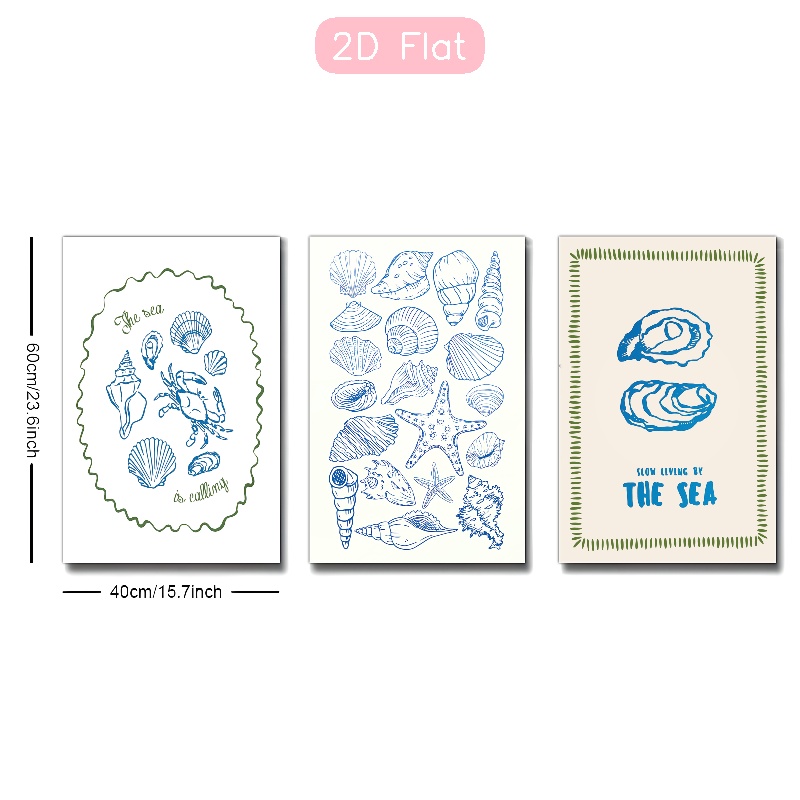 2D Flat
60cm/23.6inch
The sea
is calling
SLOW LIVING BY
THE SEA
40cm/15.7inch